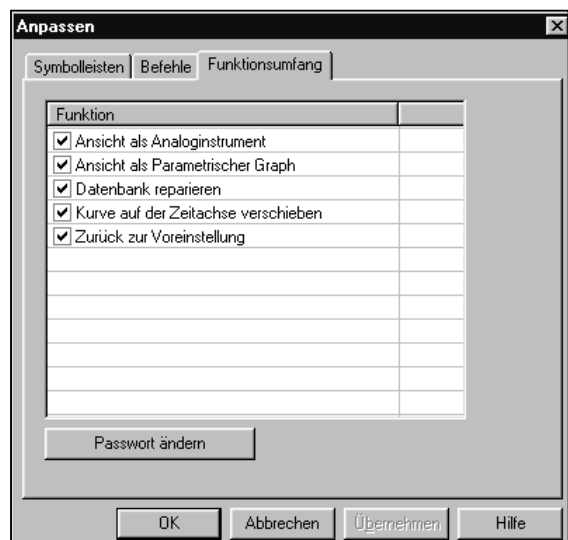 Anpassen
Symbolleisten Befehle Funktionsumfang
Funktion
Ansicht als Analoginstrument
Ansicht als Parametrischer Graph
Datenbank reparieren
Kurve auf der Zeitachse verschieben
Zurück zur Voreinstellung
Passwort ändern
OK Abbrechen Übernehmen Hilfe